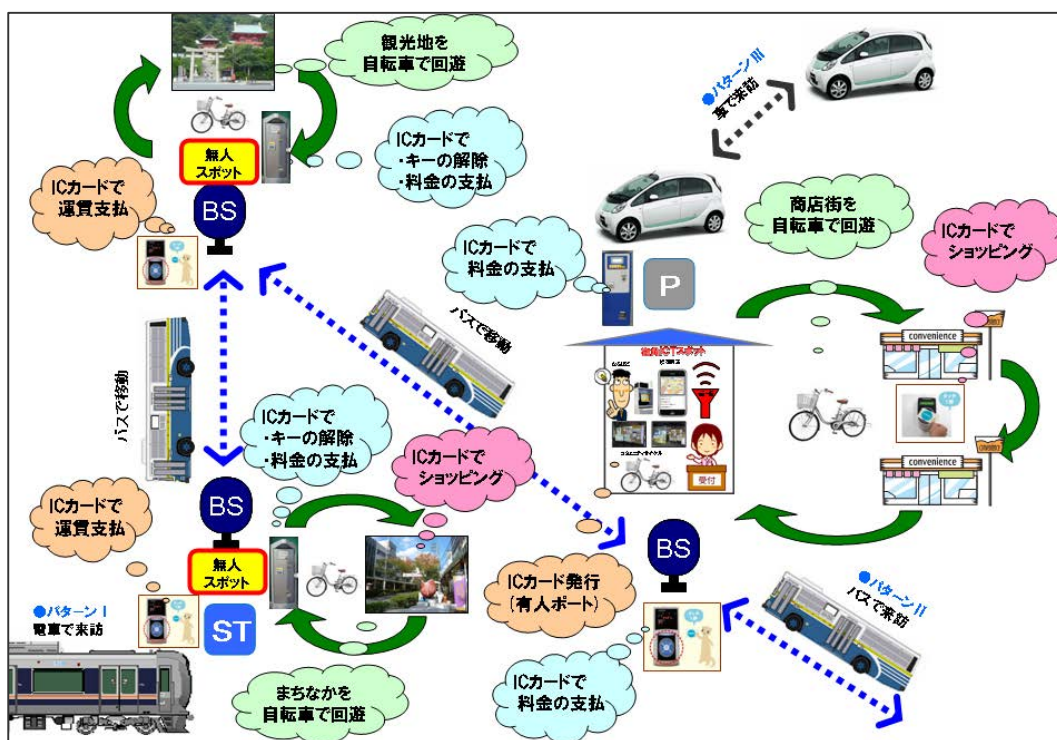 観光地を
自転車で回遊
ICカードで
・キーの解除
・料金の支払
無人
スポット
BS
ICカードで
運賃支払
●パターンⅢ
車で来訪
ICカードで
料金の支払
P
商店街を
自転車で回遊
ICカードで
ショッピング
バスで移動
バスで移動
convenience
convenience
受付
ICカードで
・キーの解除
・料金の支払
ICカードで
ショッピング
BS
ICカードで
運賃支払
無人
スポット
ST
●パターンⅠ
電車で来訪
まちなかを
自転車で回遊
BS
ICカード発行
(有人ポート)
ICカードで
料金の支払
●パターンⅡ
バスで来訪